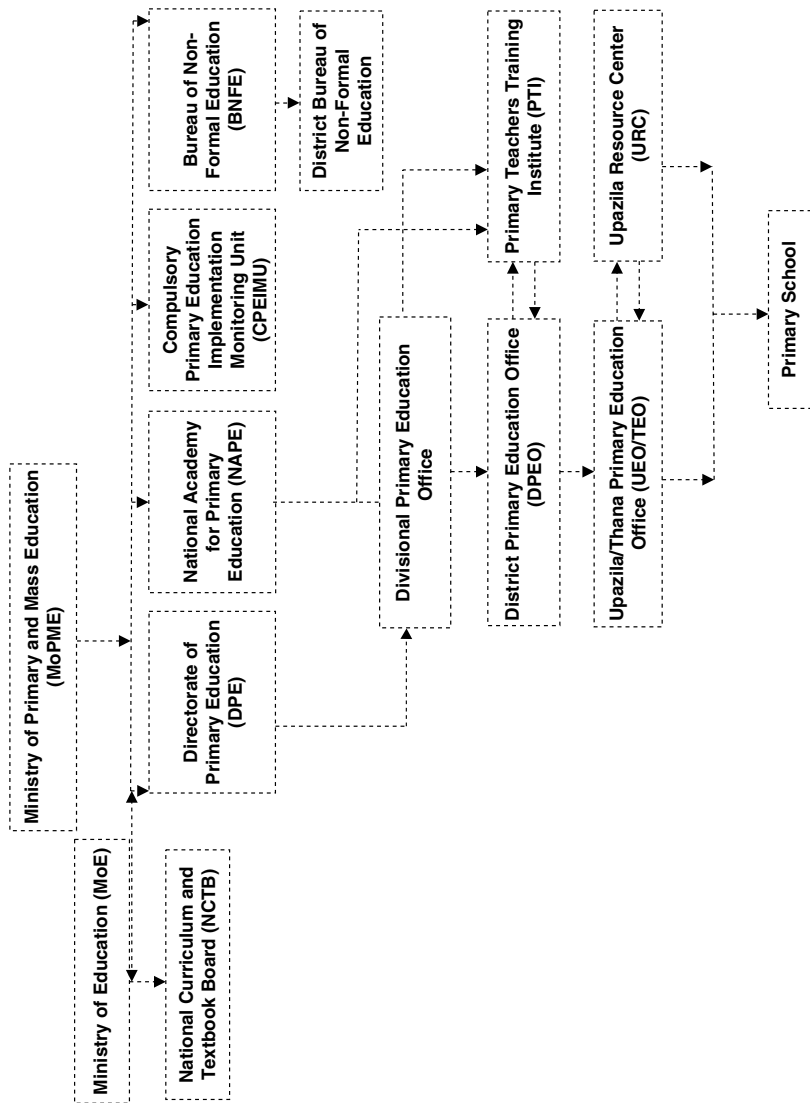 Ministry of Primary and Mass Education
(MoPME)
Ministry of Education (MoE)
National Curriculum and
Textbook Board (NCTB)
Directorate of
Primary Education
(DPE)
National Academy
for Primary
Education (NAPE)
Compulsory
Primary Education
Implementation
Monitoring Unit
(CPEIMU)
Bureau of Non-
Formal Education
(BNFE)
District Bureau of
Non-Formal
Education
Divisional Primary Education
Office
District Primary Education Office
(DPEO)
Primary Teachers Training
Institute (PTI)
Upazila/Thana Primary Education
Office (UEO/TEO)
Upazila Resource Center
(URC)
Primary School